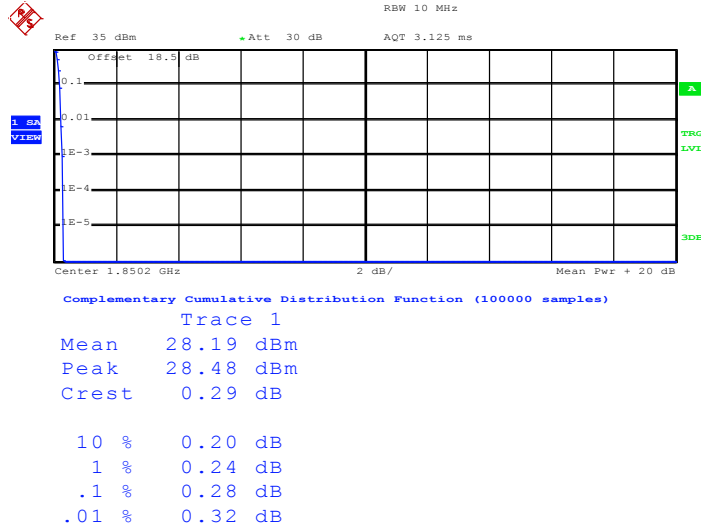 RBW 10 MHz
Ref 35 dBm * Att 30 dB AQT 3.125 ms
Offset 18.5 dB
0.1
A
0.01
1 SA
VIEW
TRG
LVL
1E-3
1E-4
1E-5
3DB
Center 1.8502 GHz 2 dB/ Mean Pwr + 20 dB
Complementary Cumulative Distribution Function (100000 samples)
Trace 1
Mean 28.19 dBm
Peak 28.48 dBm
Crest 0.29 dB
10 % 0.20 dB
1 % 0.24 dB
.1 % 0.28 dB
.01 % 0.32 dB